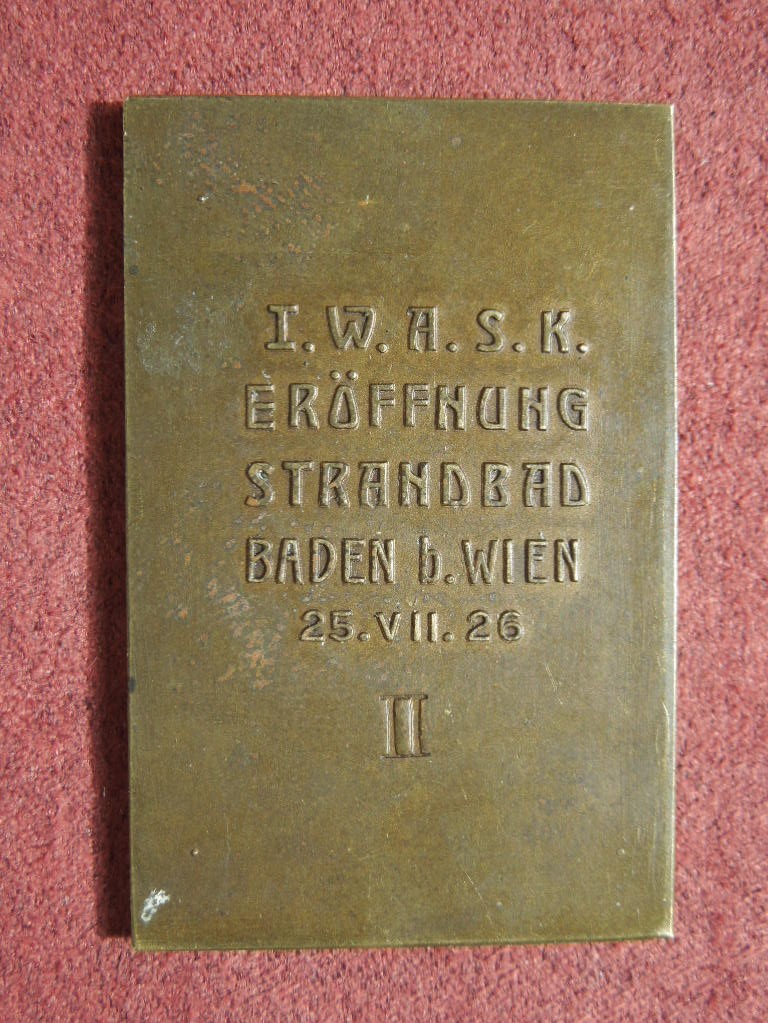 I. W. A. S. K.
ERÖFFNUNG
STRANDBAD
BADEN b. WIEN
25. VII. 26
II